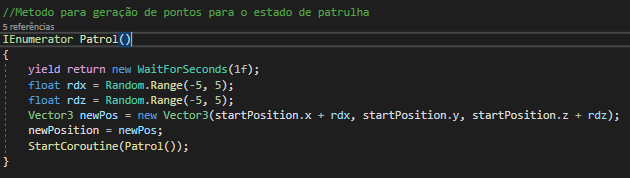 //Metodo para geração de pontos para o estado de patrulha
5 referências
IEnumerator Patrol()
{
yield return new WaitForSeconds(1f);
float rdx = Random.Range(-5, 5);
float rdz = Random.Range(-5, 5);
Vector3 newPos = new Vector3(startPosition.x + rdx, startPosition.y, startPosition.z + rdz);
newPosition = newPos;
StartCoroutine(Patrol());
}